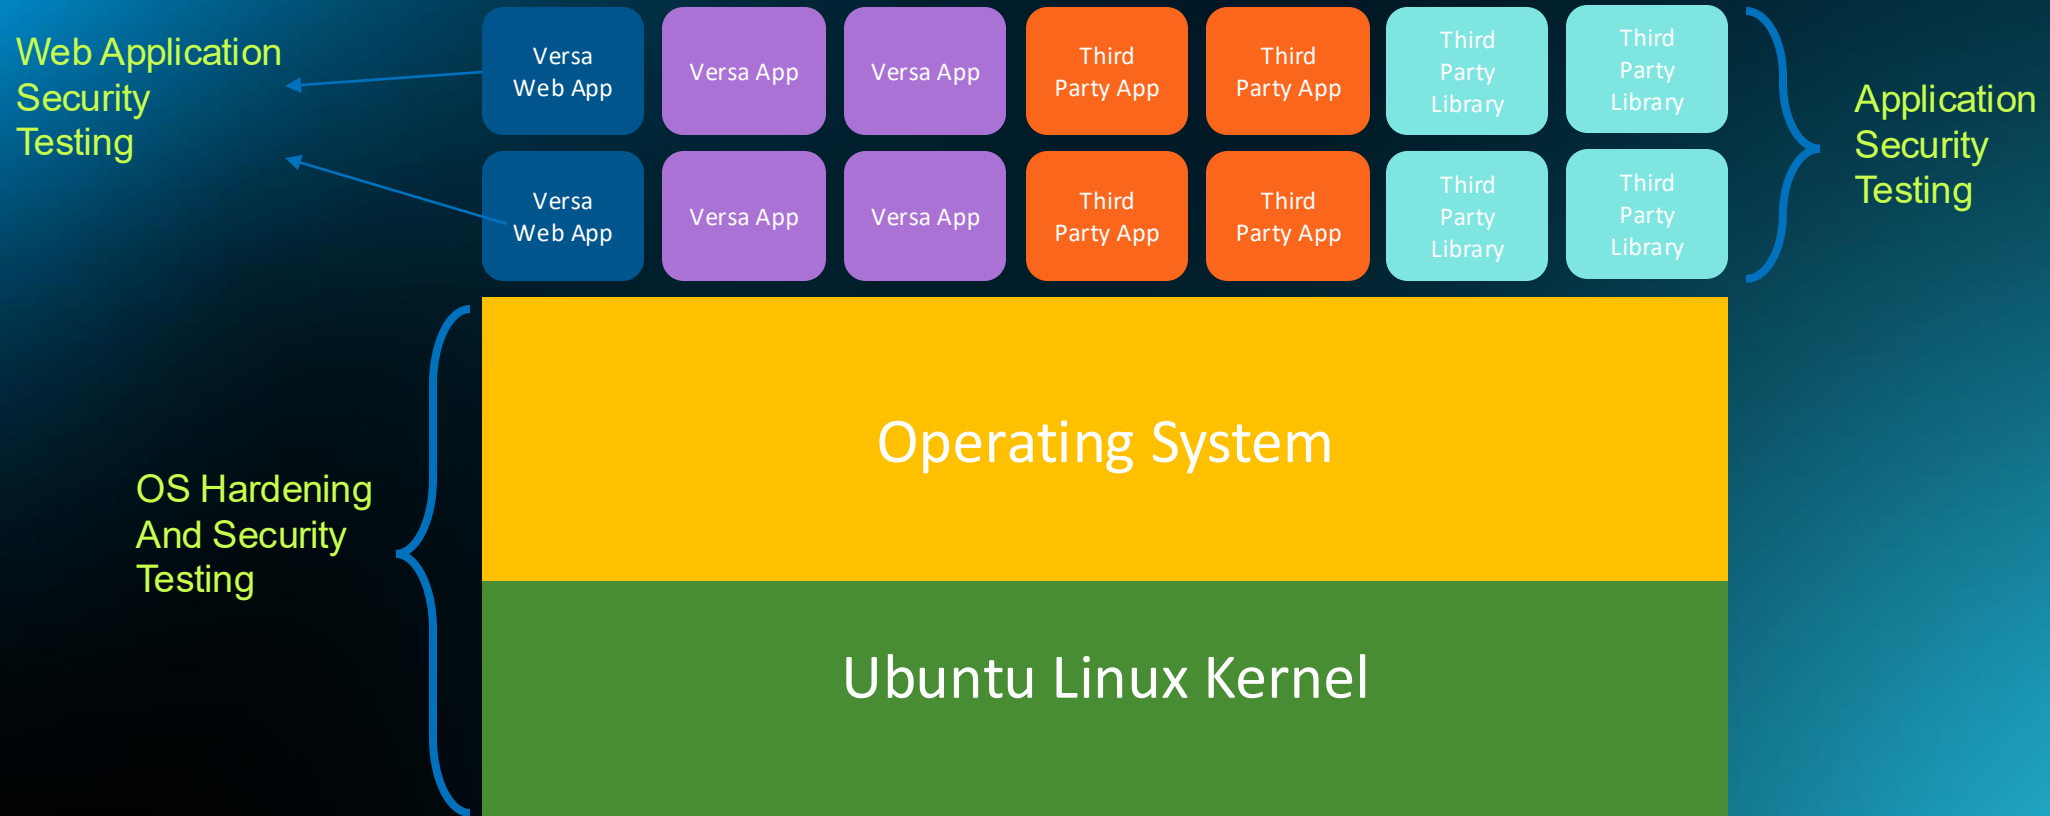 Web Application
Security
Testing
Versa
Web App
Versa App
Versa App
Third
Party App
Third
Party App
Third
Party
Library
Third
Party
Library
Application
Security
Testing
Versa
Web App
Versa App
Versa App
Third
Party App
Third
Party App
Third
Party
Library
Third
Party
Library
OS Hardening
And Security
Testing
Operating System
Ubuntu Linux Kernel